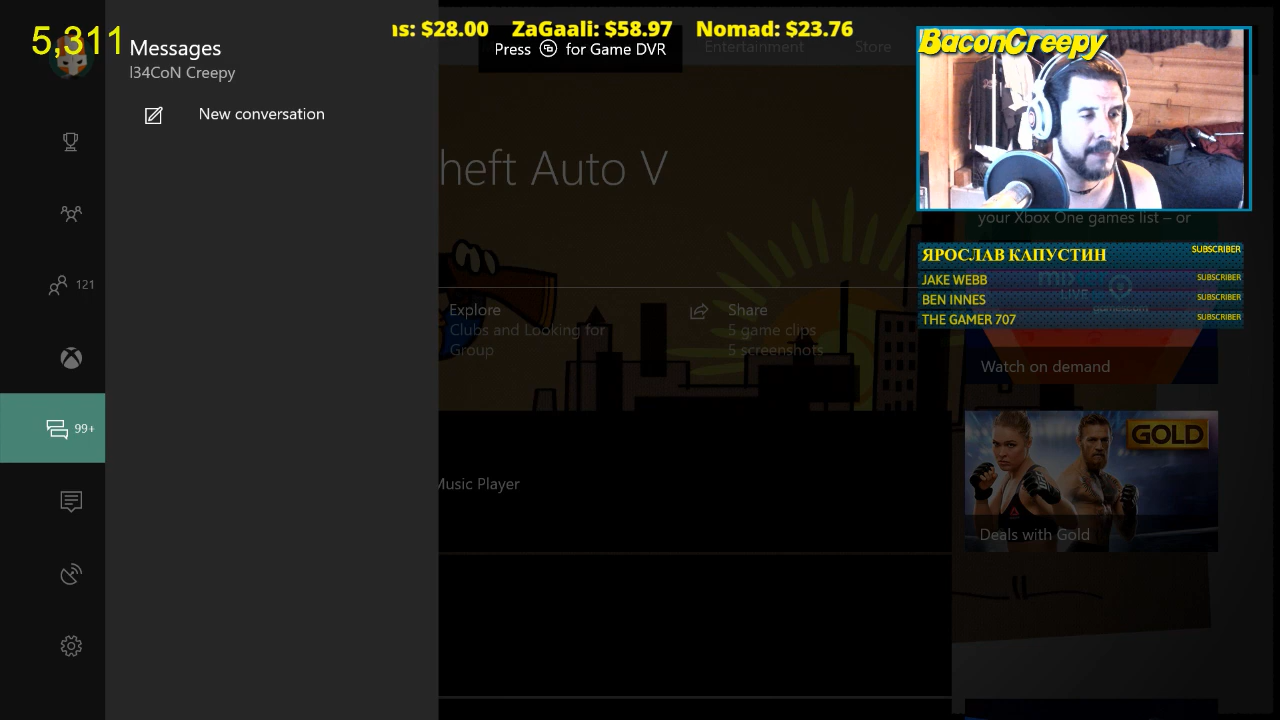 5,311
ns: $28.00 ZaGaali: $58.97 Nomad: $23.76
Messages
l34CoN Creepy
New conversation
Press for Game DVR
Entertainment
Store
BaconCreepy
heft Auto V
your Xbox One games list – or
ЯРОСЛАВ КАПУСТИН SUBSCRIBER
JAKE WEBB SUBSCRIBER
BEN INNES SUBSCRIBER
THE GAMER 707 SUBSCRIBER
121
Explore
Clubs and Looking for
Group
Share
5 game clips
5 screenshots
Watch on demand
99+
GOLD
Music Player
Deals with Gold